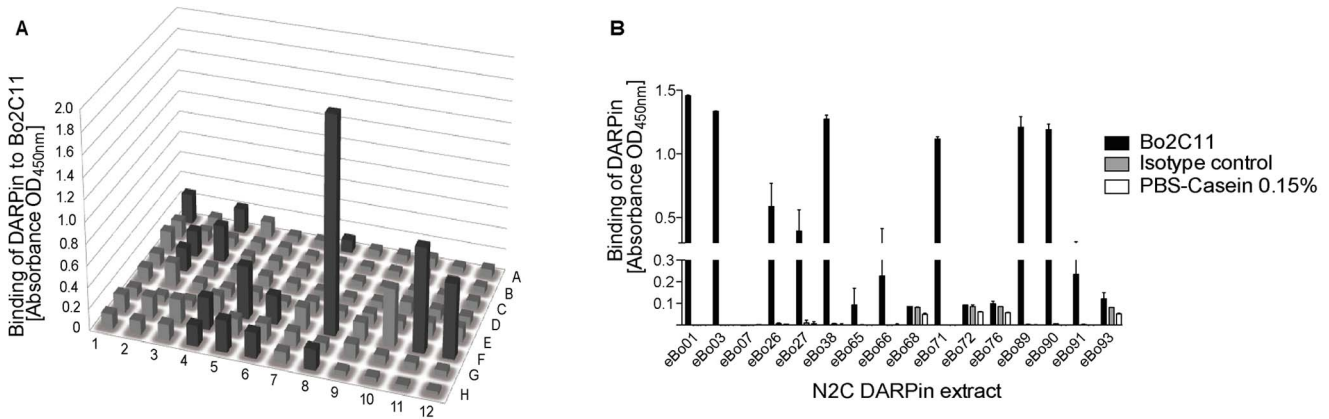 A
Binding of DARPin to Bo2C11
[Absorbance OD450nm]
2.0
1.8
1.6
1.4
1.2
1.0
0.8
0.6
0.4
0.2
0
1 2 3 4 5 6 7 8 9 10 11 12
A
B
C
D
E
F
G
H
B
Binding of DARPin
[Absorbance OD450nm]
1.5
1.0
0.5
0.3
0.2
0.1
eBo01 eBo03 eBo07 eBo26 eBo27 eBo38 eBo65 eBo66 eBo68 eBo71 eBo72 eBo76 eBo89 eBo90 eBo91 eBo93
N2C DARPin extract
Bo2C11
Isotype control
PBS-Casein 0.15%